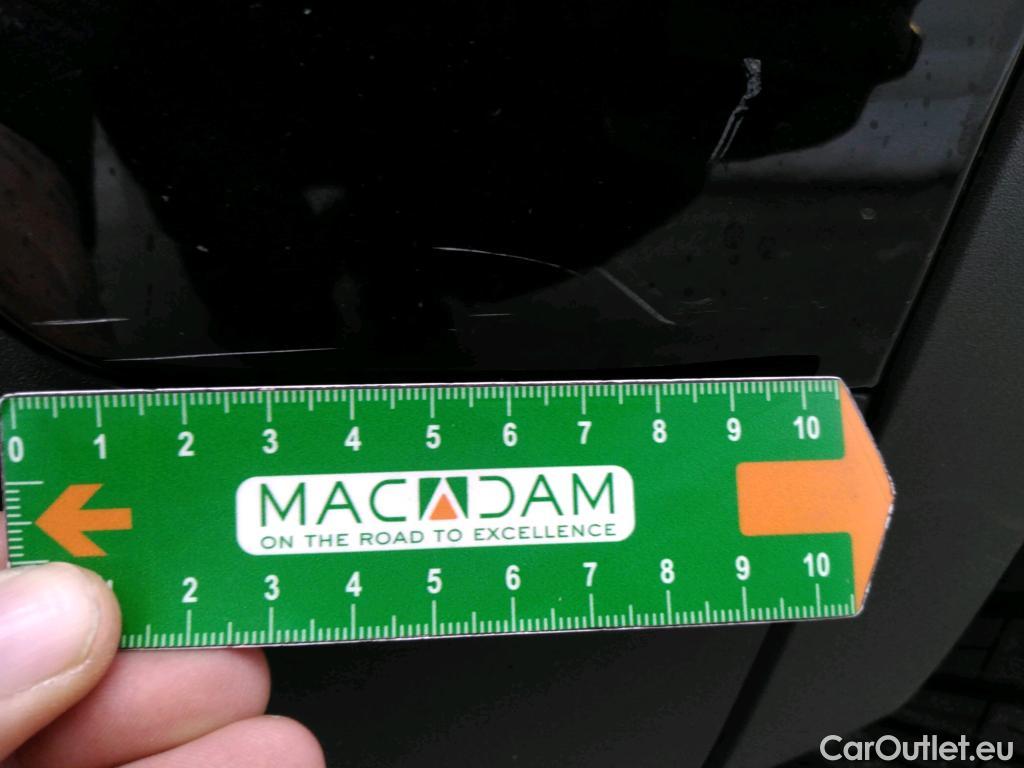 0 1 2 3 4 5 6 7 8 9 10
MACADAM
ON THE ROAD TO EXCELLENCE
2 3 4 5 6 7 8 9 10
CarOutlet.eu